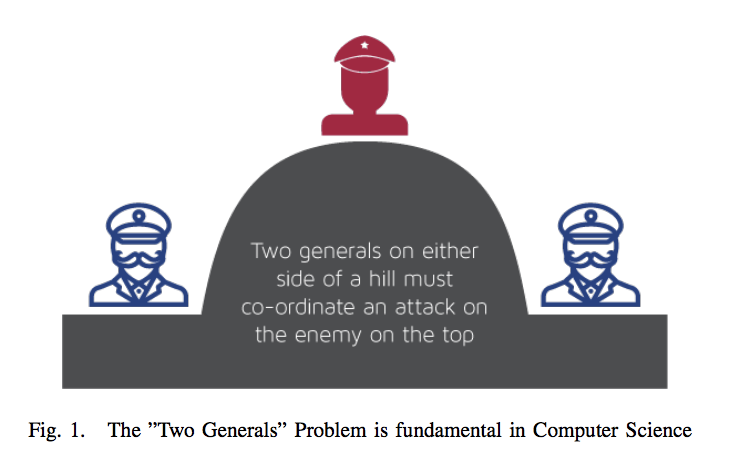 Two generals on either
side of a hill must
co-ordinate an attack on
the enemy on the top
Fig. 1. The ”Two Generals” Problem is fundamental in Computer Science